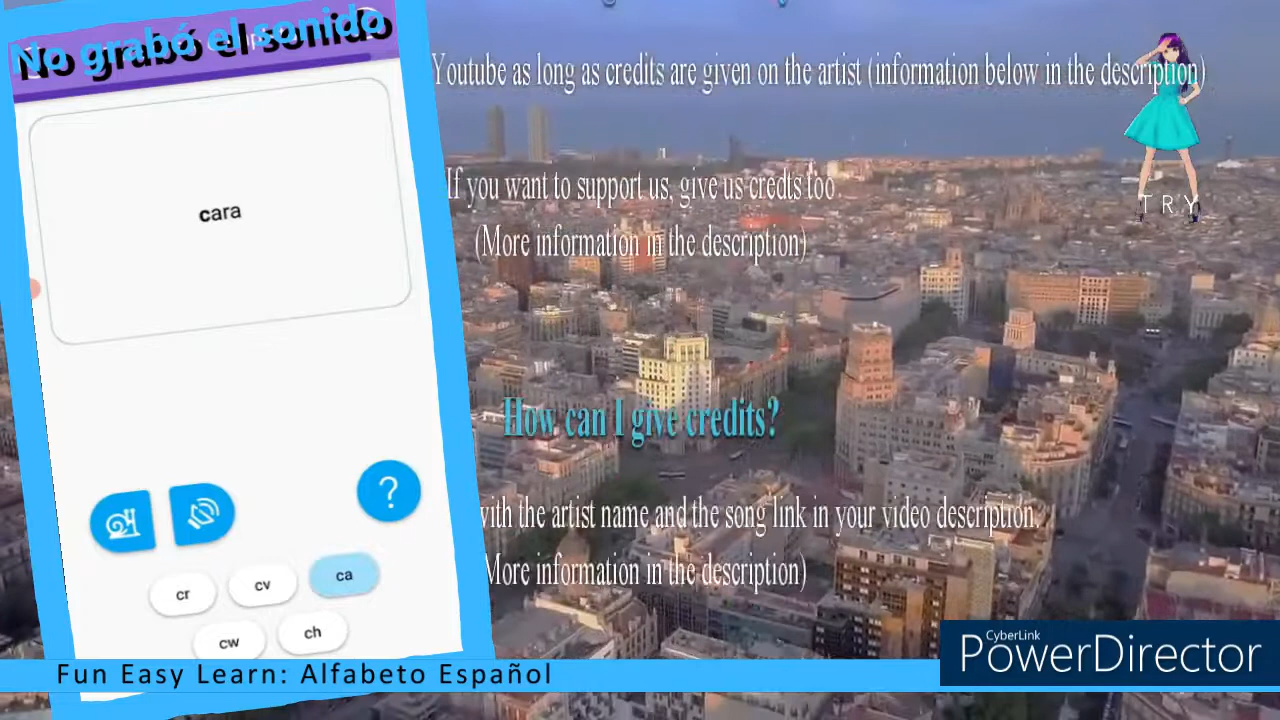 No grabó el sonido
cara
cr
cv
ca
cw
ch
Youtube as long as credits are given on the artist (information below in the description)
If you want to support us, give us credts too.
(More information in the description)
How can I give credits?
with the artist name and the song link in your video description.
More information in the description)
TRY
Fun Easy Learn: Alfabeto Español
CyberLink
PowerDirector